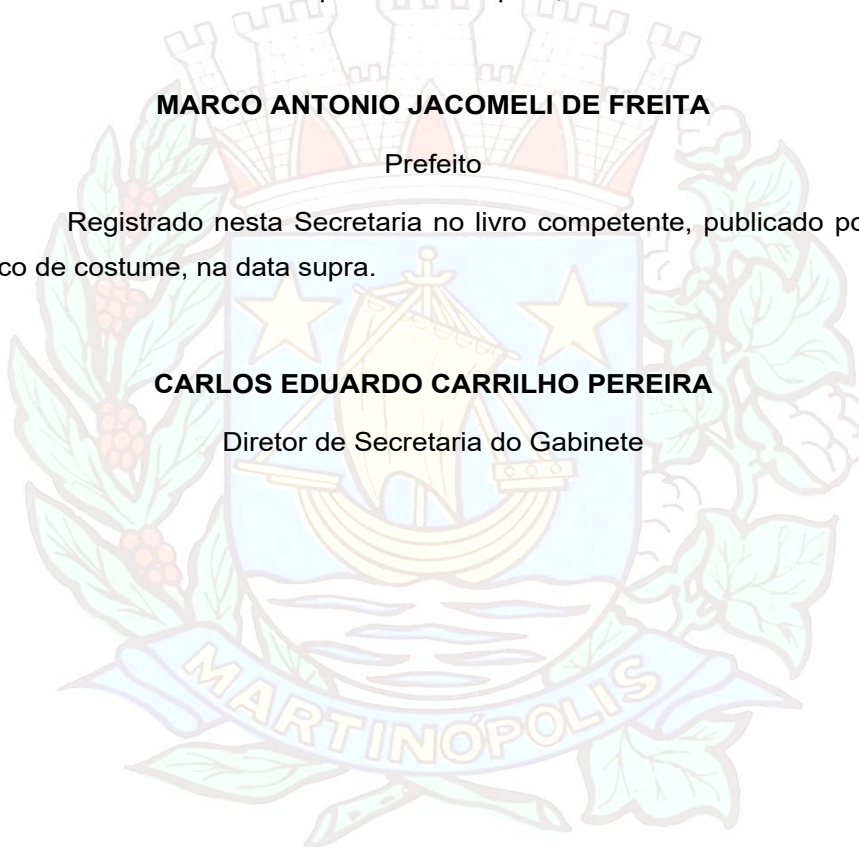 MARCO ANTONIO JACOMELI DE FREITA
Prefeito
Registrado nesta Secretaria no livro competente, publicado po
co de costume, na data supra.
CARLOS EDUARDO CARRILHO PEREIRA
Diretor de Secretaria do Gabinete
MARTINÓPOLIS